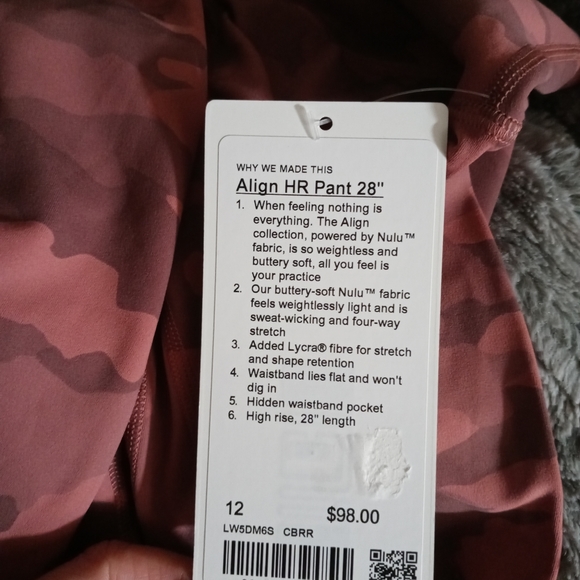 WHY WE MADE THIS
Align HR Pant 28"
1. When feeling nothing is
everything. The Align
collection, powered by Nulu™
fabric, is so weightless and
buttery soft, all you feel is
your practice
2. Our buttery-soft Nulu™ fabric
feels weightlessly light and is
sweat-wicking and four-way
stretch
3. Added Lycra® fibre for stretch
and shape retention
4. Waistband lies flat and won't
dig in
5. Hidden waistband pocket
6. High rise, 28" length
12 $98.00
LW5DM6S CBRR